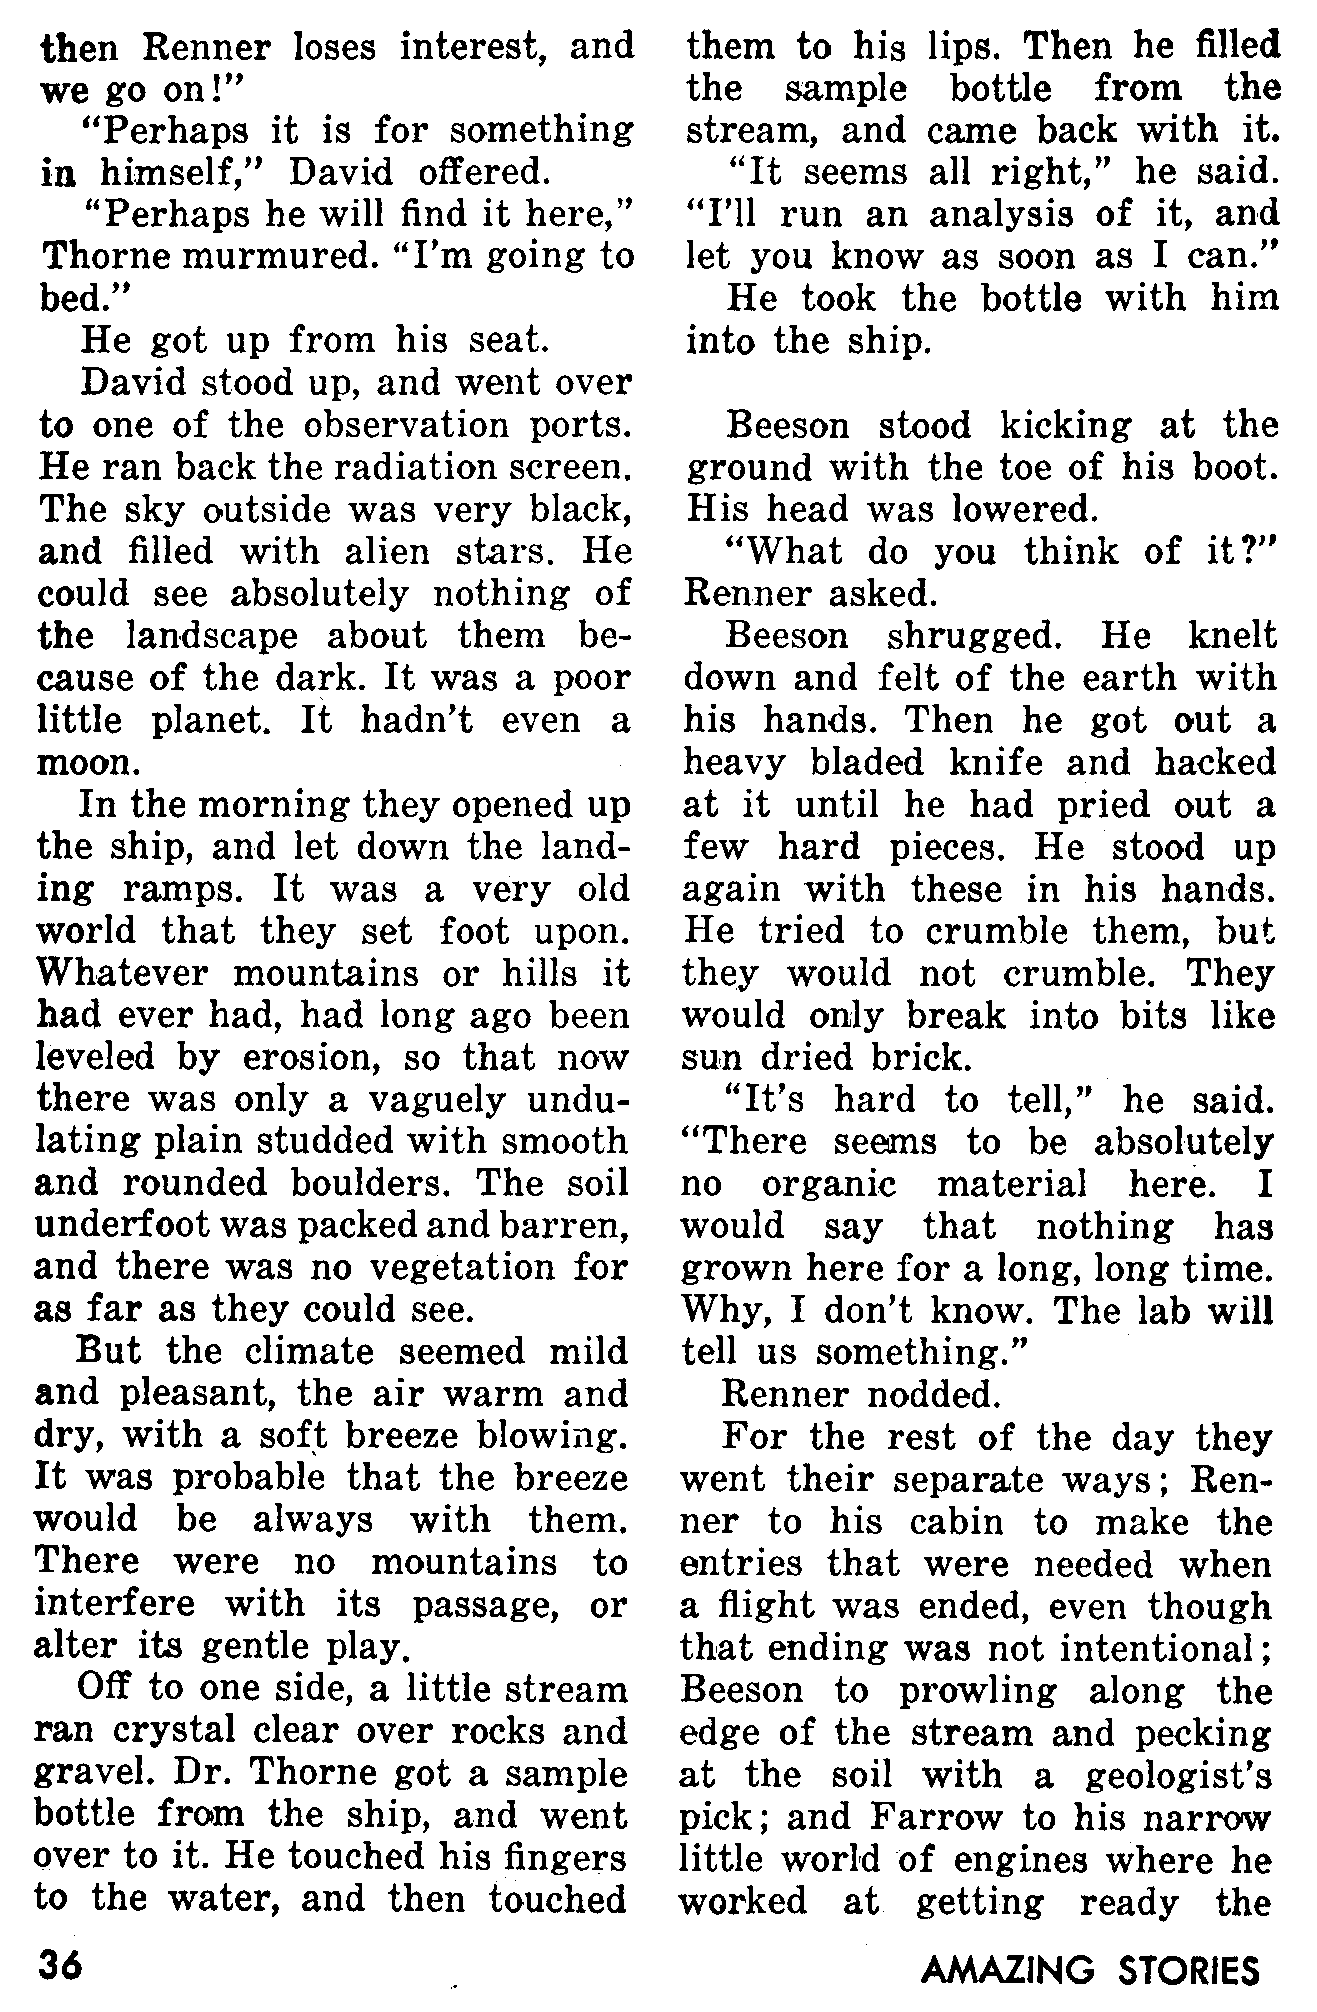 then Renner loses interest, and
we go on!”
“Perhaps it is for something
in himself,” David offered.
“Perhaps he will find it here,”
Thorne murmured. “I’m going to
bed.”
He got up from his seat.
David stood up, and went over
to one of the observation ports.
He ran back the radiation screen.
The sky outside was very black,
and filled with alien stars. He
could see absolutely nothing of
the landscape about them be-
cause of the dark. It was a poor
little planet. It hadn’t even a
moon.
In the morning they opened up
the ship, and let down the land-
ing ramps. It was a very old
world that they set foot upon.
Whatever mountains or hills it
had ever had, had long ago been
leveled by erosion, so that now
there was only a vaguely undu-
lating plain studded with smooth
and rounded boulders. The soil
underfoot was packed and barren,
and there was no vegetation for
as far as they could see.
But the climate seemed mild
and pleasant, the air warm and
dry, with a soft breeze blowing.
It was probable that the breeze
would be always with them.
There were no mountains to
interfere with its passage, or
alter its gentle play.
Off to one side, a little stream
ran crystal clear over rocks and
gravel. Dr. Thorne got a sample
bottle from the ship, and went
over to it. He touched his fingers
to the water, and then touched
them to his lips. Then he filled
the sample bottle from the
stream, and came back with it.
“It seems all right,” he said.
“I’ll run an analysis of it, and
let you know as soon as I can.”
He took the bottle with him
into the ship.
Beeson stood kicking at the
ground with the toe of his boot.
His head was lowered.
“What do you think of it?”
Renner asked.
Beeson shrugged. He knelt
down and felt of the earth with
his hands. Then he got out a
heavy bladed knife and hacked
at it until he had pried out a
few hard pieces. He stood up
again with these in his hands.
He tried to crumble them, but
they would not crumble. They
would only break into bits like
sun dried brick.
“It’s hard to tell,” he said.
“There seems to be absolutely
no organic material here. I
would say that nothing has
grown here for a long, long time.
Why, I don’t know. The lab will
tell us something.”
Renner nodded.
For the rest of the day they
went their separate ways; Ren-
ner to his cabin to make the
entries that were needed when
a flight was ended, even though
that ending was not intentional;
Beeson to prowling along the
edge of the stream and pecking
at the soil with a geologist’s
pick; and Farrow to his narrow
little world of engines where he
worked at getting ready the
36
AMAZING STORIES